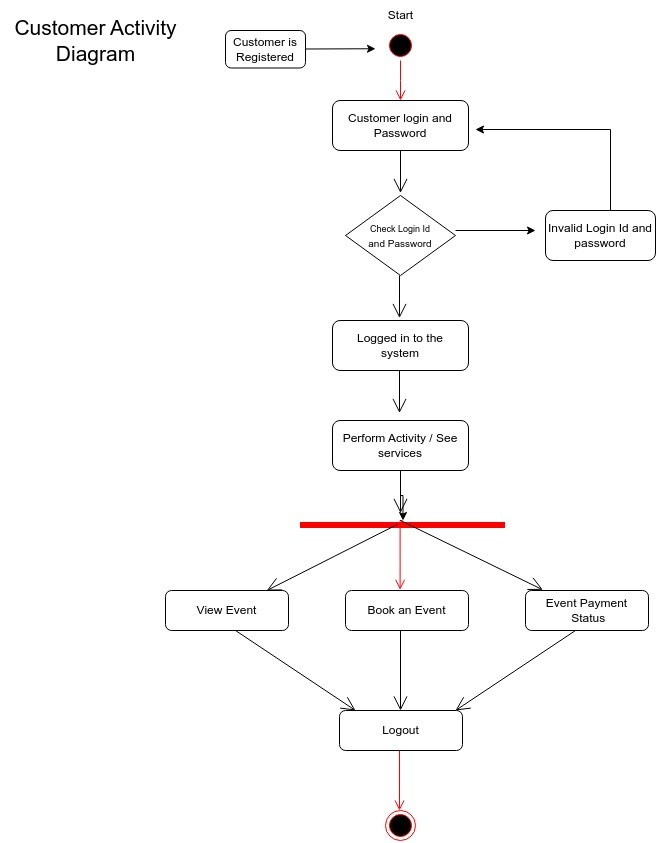 Customer Activity
Diagram
Start
Customer is
Registered
Customer login and
Password
Check Login Id
and Password
Invalid Login Id and
password
Logged in to the
system
Perform Activity / See
services
View Event
Book an Event
Event Payment
Status
Logout